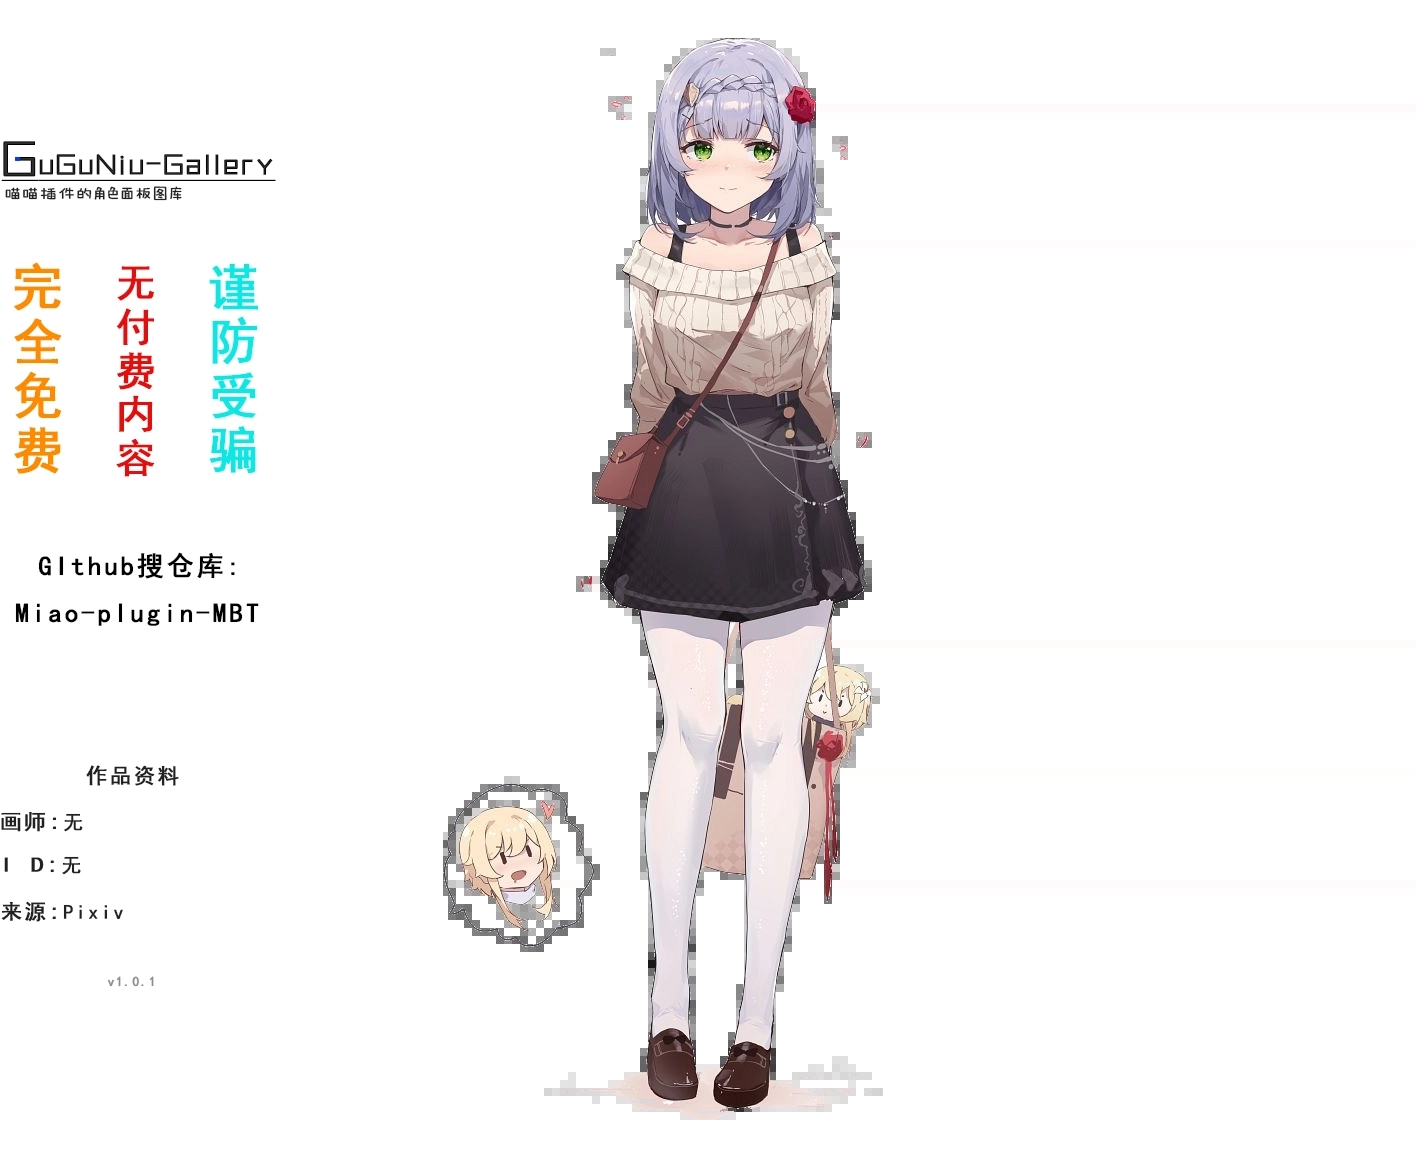 GuGuNiu-Gallery
喵喵插件的角色面板图库
完全免费
无付费内容
谨防受骗
GIthub搜仓库:
Miao-plugin-MBT
作品资料
画师:无
I D:无
来源:Pixiv
v1.0.1